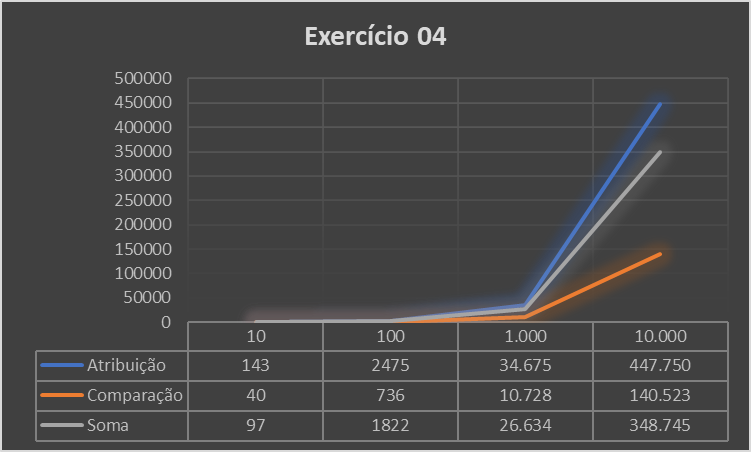 Exercício 04
500000
450000
400000
350000
300000
250000
200000
150000
100000
50000
0
10 100 1.000 10.000
Atribuição 143 2475 34.675 447.750
Comparação 40 736 10.728 140.523
Soma 97 1822 26.634 348.745